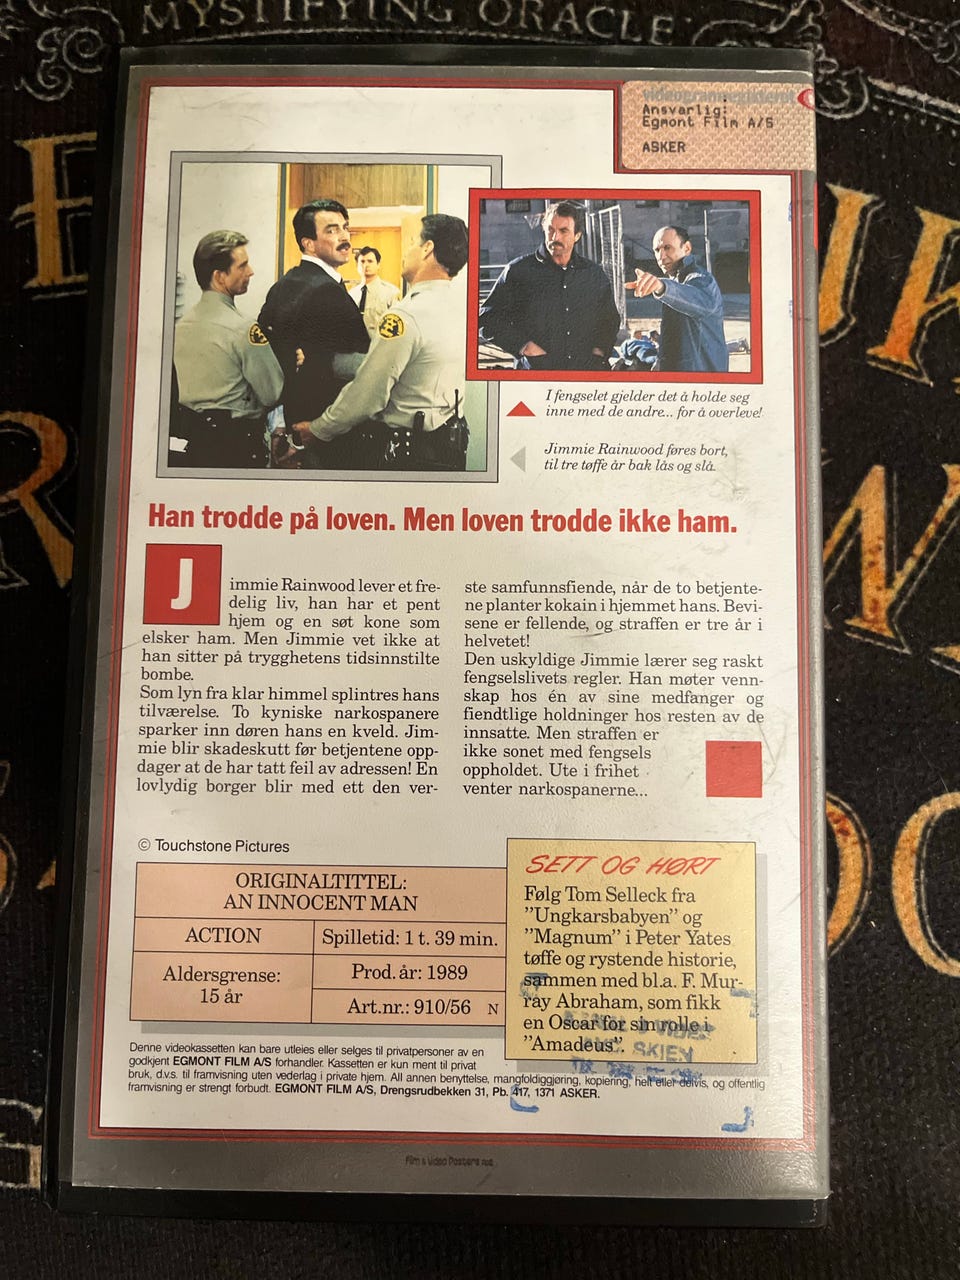 MYSTIFYING ORACLE
Ansvarlig:
Egmont Film A/S
ASKER
I fengselet gjelder det å holde seg
inne med de andre... for å overleve!
Jimmie Rainwood føres bort,
til tre tøffe år bak lås og slå.
Han trodde på loven. Men loven trodde ikke ham.
Jimmie Rainwood lever et fre-
delig liv, han har et pent
hjem og en søt kone som
elsker ham. Men Jimmie vet ikke at
han sitter på trygghetens tidsinnstilte
bombe.
Som lyn fra klar himmel splintres hans
tilværelse. To kyniske narkospanere
sparker inn døren hans en kveld. Jim-
mie blir skadeskutt før betjentene opp-
dager at de har tatt feil av adressen! En
lovlydig borger blir med ett den ver-
ste samfunnsfiende, når de to betjente-
ne planter kokain i hjemmet hans. Bevi-
sene er fellende, og straffen er tre år i
helvetet!
Den uskyldige Jimmie lærer seg raskt
fengselslivets regler. Han møter venn-
skap hos én av sine medfanger og
fiendtlige holdninger hos resten av de
innsatte. Men straffen er
ikke sonet med fengsels
oppholdet. Ute i frihet
venter narkospanerne...
© Touchstone Pictures
ORIGINALTITTEL:
AN INNOCENT MAN
ACTION
Spilletid: 1 t. 39 min.
Aldersgrense:
15 år
Prod. år: 1989
Art.nr.: 910/56 N
SETT OG HØRT
Følg Tom Selleck fra
"Ungkarsbabyen" og
"Magnum" i Peter Yates
tøffe og rystende historie,
sammen med bl.a. F. Mur-
ray Abraham, som fikk
en Oscar for sin rolle i
"Amadeus".
SKIEN
Denne videokassetten kan bare utleies eller selges til privatpersoner av en
godkjent EGMONT FILM A/S forhandler. Kassetten er kun ment til privat
bruk, d.v.s. til framvisning uten vederlag i private hjem. All annen benyttelse, mangfoldiggjøring, kopiering, helt eller delvis, og offentlig
framvisning er strengt forbudt. EGMONT FILM A/S, Drengsrudbekken 31, Pb. 417, 1371 ASKER.
Film & Video Posters